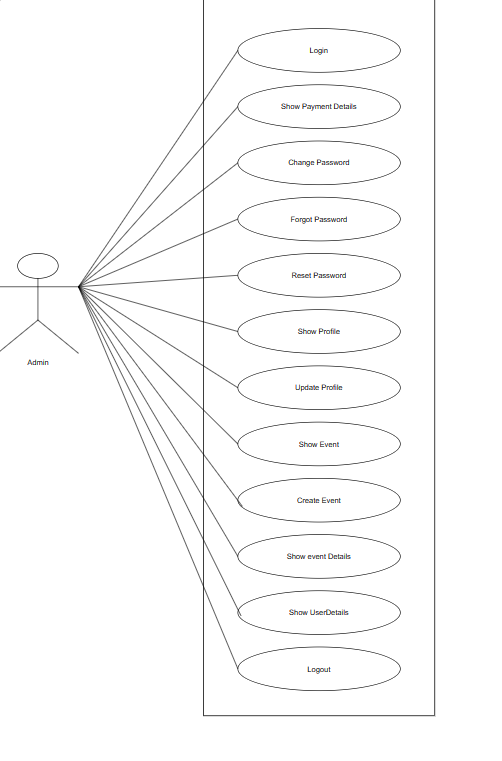 Login
Show Payment Details
Change Password
Forgot Password
Reset Password
Show Profile
Admin
Update Profile
Show Event
Create Event
Show event Details
Show UserDetails
Logout